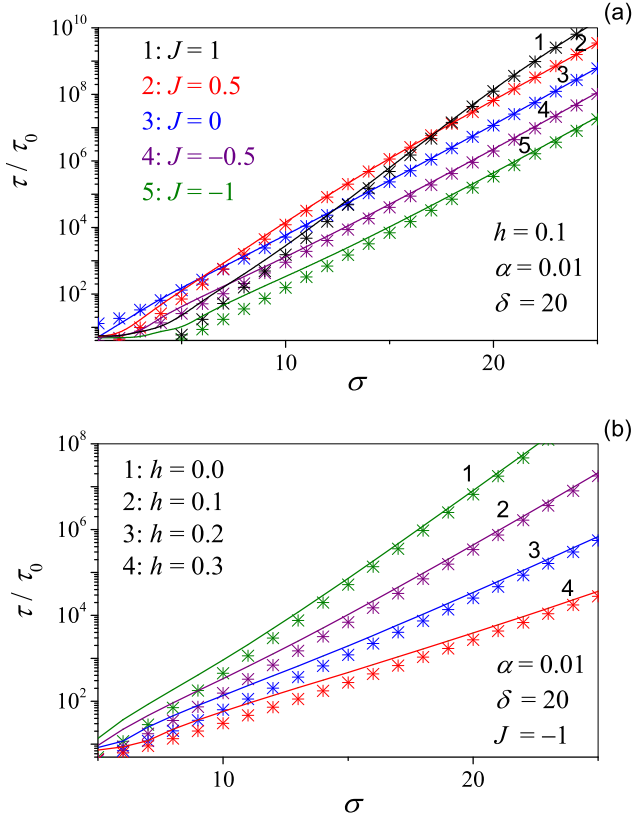 (a)
10^10
10^8
10^6
10^4
10^2
τ / τ_0
1: J = 1
2: J = 0.5
3: J = 0
4: J = −0.5
5: J = −1
1
2
3
4
5
h = 0.1
α = 0.01
δ = 20
10
20
σ
(b)
10^8
10^6
10^4
10^2
τ / τ_0
1: h = 0.0
2: h = 0.1
3: h = 0.2
4: h = 0.3
1
2
3
4
α = 0.01
δ = 20
J = −1
10
20
σ